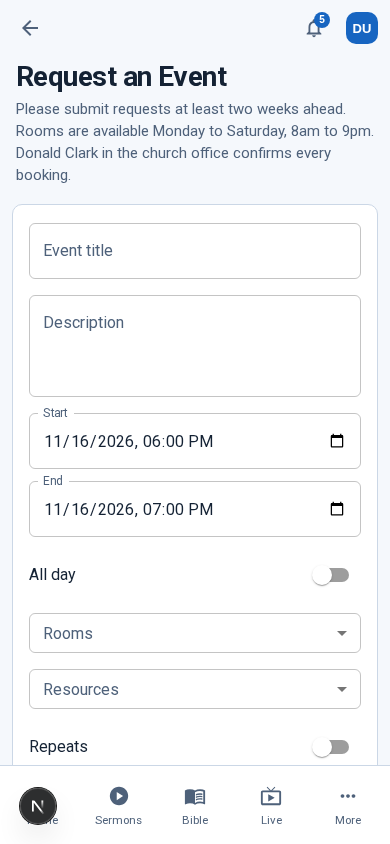 5
DU
Request an Event
Please submit requests at least two weeks ahead.
Rooms are available Monday to Saturday, 8am to 9pm.
Donald Clark in the church office confirms every
booking.
Event title
Description
Start
11/16/2026, 06:00 PM
End
11/16/2026, 07:00 PM
All day
Rooms
Resources
Repeats
N
Sermons
Bible
Live
More